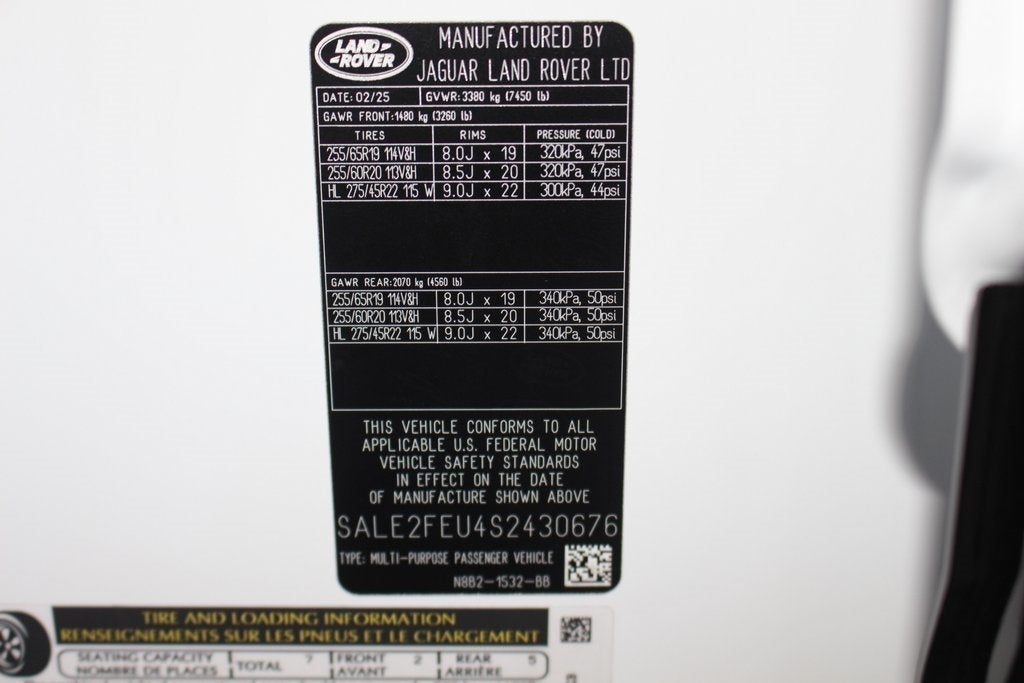 LAND-
-ROVER
MANUFACTURED BY
JAGUAR LAND ROVER LTD
DATE: 02/25 GVWR: 3380 kg (7450 lb)
GAWR FRONT: 1480 kg (3260 lb)
TIRES RIMS PRESSURE (COLD)
255/65R19 114V&H 8.0J x 19 320kPa, 47psi
255/60R20 113V&H 8.5J x 20 320kPa, 47psi
HL 275/45R22 115 W 9.0J x 22 300kPa, 44psi
GAWR REAR: 2070 kg (4560 lb)
255/65R19 114V&H 8.0J x 19 340kPa, 50psi
255/60R20 113V&H 8.5J x 20 340kPa, 50psi
HL 275/45R22 115 W 9.0J x 22 340kPa, 50psi
THIS VEHICLE CONFORMS TO ALL
APPLICABLE U.S. FEDERAL MOTOR
VEHICLE SAFETY STANDARDS
IN EFFECT ON THE DATE
OF MANUFACTURE SHOWN ABOVE
SALE2FEU4S2430676
TYPE: MULTI-PURPOSE PASSENGER VEHICLE
N8B2-1532-BB
TIRE AND LOADING INFORMATION
RENSEIGNEMENTS SUR LES PNEUS ET LE CHARGEMENT
SEATING CAPACITY TOTAL 7 FRONT 2 REAR 5
NOMBRE DE PLACES AVANT ARRIÈRE